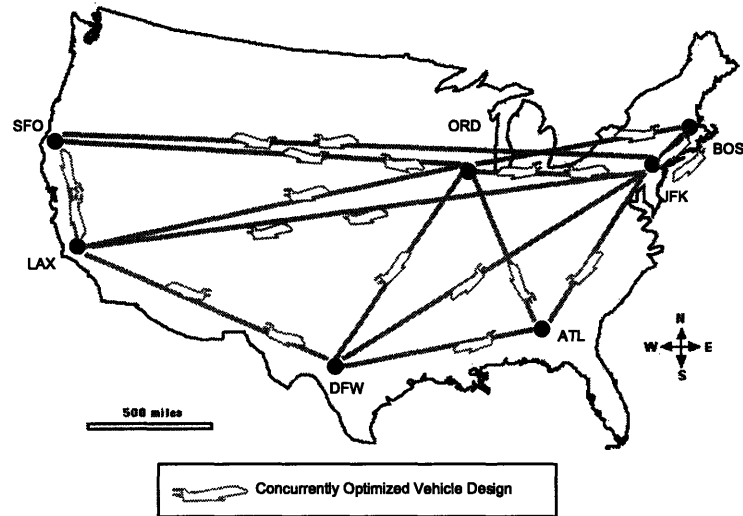 SFO
ORD
BOS
JFK
LAX
ATL
N
W E
S
DFW
500 miles
Concurrently Optimized Vehicle Design